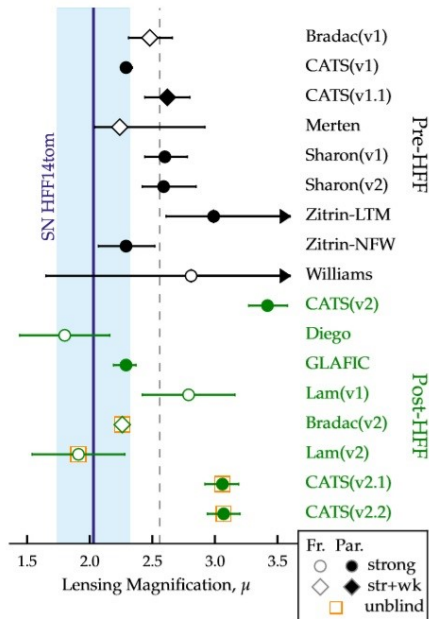 Bradac(v1)
CATS(v1)
CATS(v1.1)
Merten
Sharon(v1)
Sharon(v2)
Zitrin-LTM
Zitrin-NFW
Williams
Pre-HFF
SN HFF14tom
CATS(v2)
Diego
GLAFIC
Lam(v1)
Bradac(v2)
Lam(v2)
CATS(v2.1)
CATS(v2.2)
Post-HFF
1.5 2.0 2.5 3.0 3.5
Lensing Magnification, μ
Fr. Par.
strong
str+wk
unblind